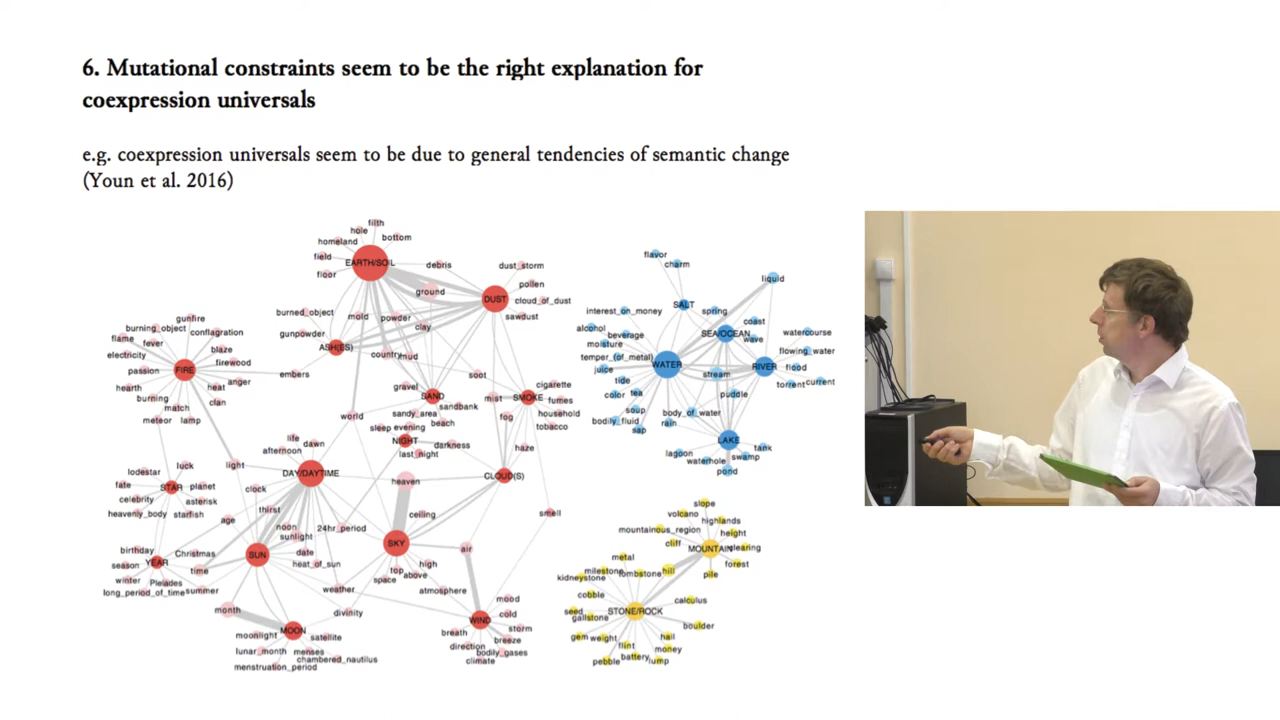 6. Mutational constraints seem to be the right explanation for
coexpression universals
e.g. coexpression universals seem to be due to general tendencies of semantic change
(Youn et al. 2016)
filth
hole
homeland
bottom
field
EARTH/SOIL
floor
debris
ground
dust_storm
pollen
DUST
cloud_of_dust
sawdust
burned_object
mold
powder
gunpowder
clay
ASH(ES)
country
mud
gunfire
burning_object
conflagration
flame
fever
blaze
electricity
firewood
FIRE
passion
anger
embers
hearth
heat
burning
clan
match
meteor
lamp
soot
gravel
SAND
sandbank
mist
SMOKE
cigarette
fumes
household
tobacco
world
sandy_area
beach
fog
sleep
evening
NIGHT
darkness
last_night
haze
life
dawn
afternoon
light
DAY/DAYTIME
CLOUD(S)
heaven
lodestar
luck
fate
STAR
planet
celebrity
asterisk
heavenly_body
starfish
clock
thirst
age
noon
sunlight
24hr_period
ceiling
smell
birthday
Christmas
SUN
date
heat_of_sun
SKY
air
season
YEAR
time
high
top
above
space
winter
Pleiades
long_period_of_time
summer
weather
atmosphere
month
divinity
mood
cold
WIND
storm
moonlight
MOON
satellite
breath
breeze
lunar_month
menses
direction
bodily_gases
chambered_nautilus
climate
menstruation_period
flavor
charm
liquid
SALT
interest_on_money
spring
coast
alcohol
beverage
SEA/OCEAN
wave
watercourse
moisture
flowing_water
temper_(of_metal)
WATER
RIVER
flood
juice
stream
tide
torrent
current
color
tea
puddle
soup
body_of_water
bodily_fluid
rain
sap
LAKE
tank
lagoon
swamp
waterhole
pond
slope
volcano
highlands
mountainous_region
height
cliff
MOUNTAIN
clearing
metal
forest
milestone
tombstone
hill
pile
kidneystone
cobble
calculus
seed
STONE/ROCK
gallstone
boulder
gem
weight
hail
flint
money
pebble
battery
lump